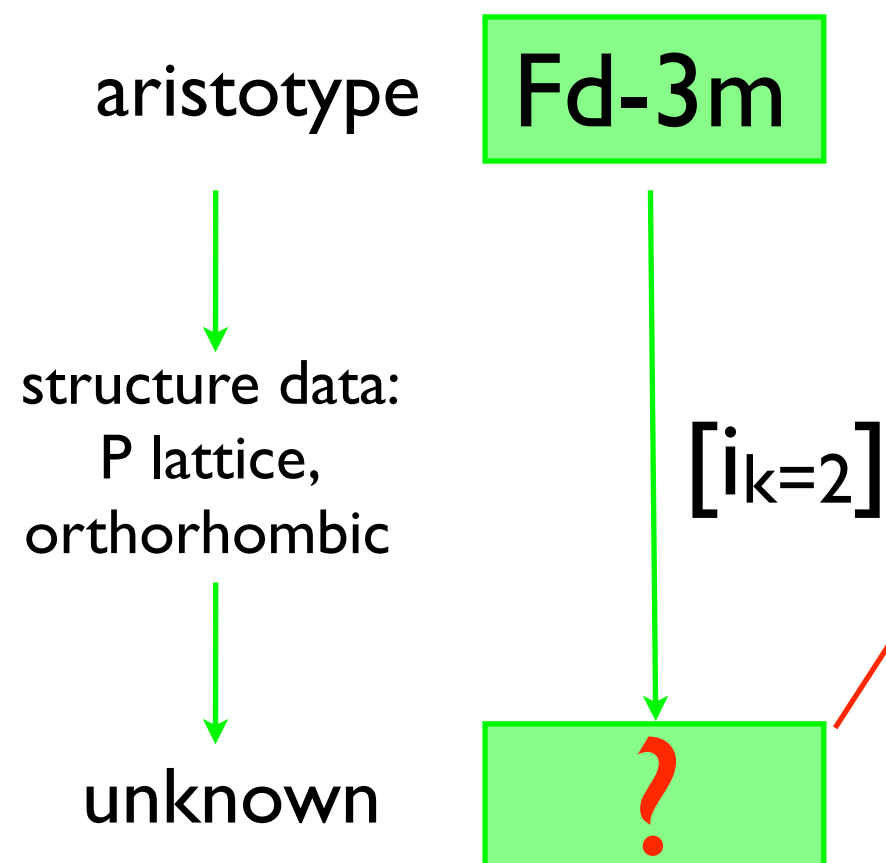 aristotype
Fd-3m
structure data:
P lattice,
orthorhombic
[ik=2]
unknown
?